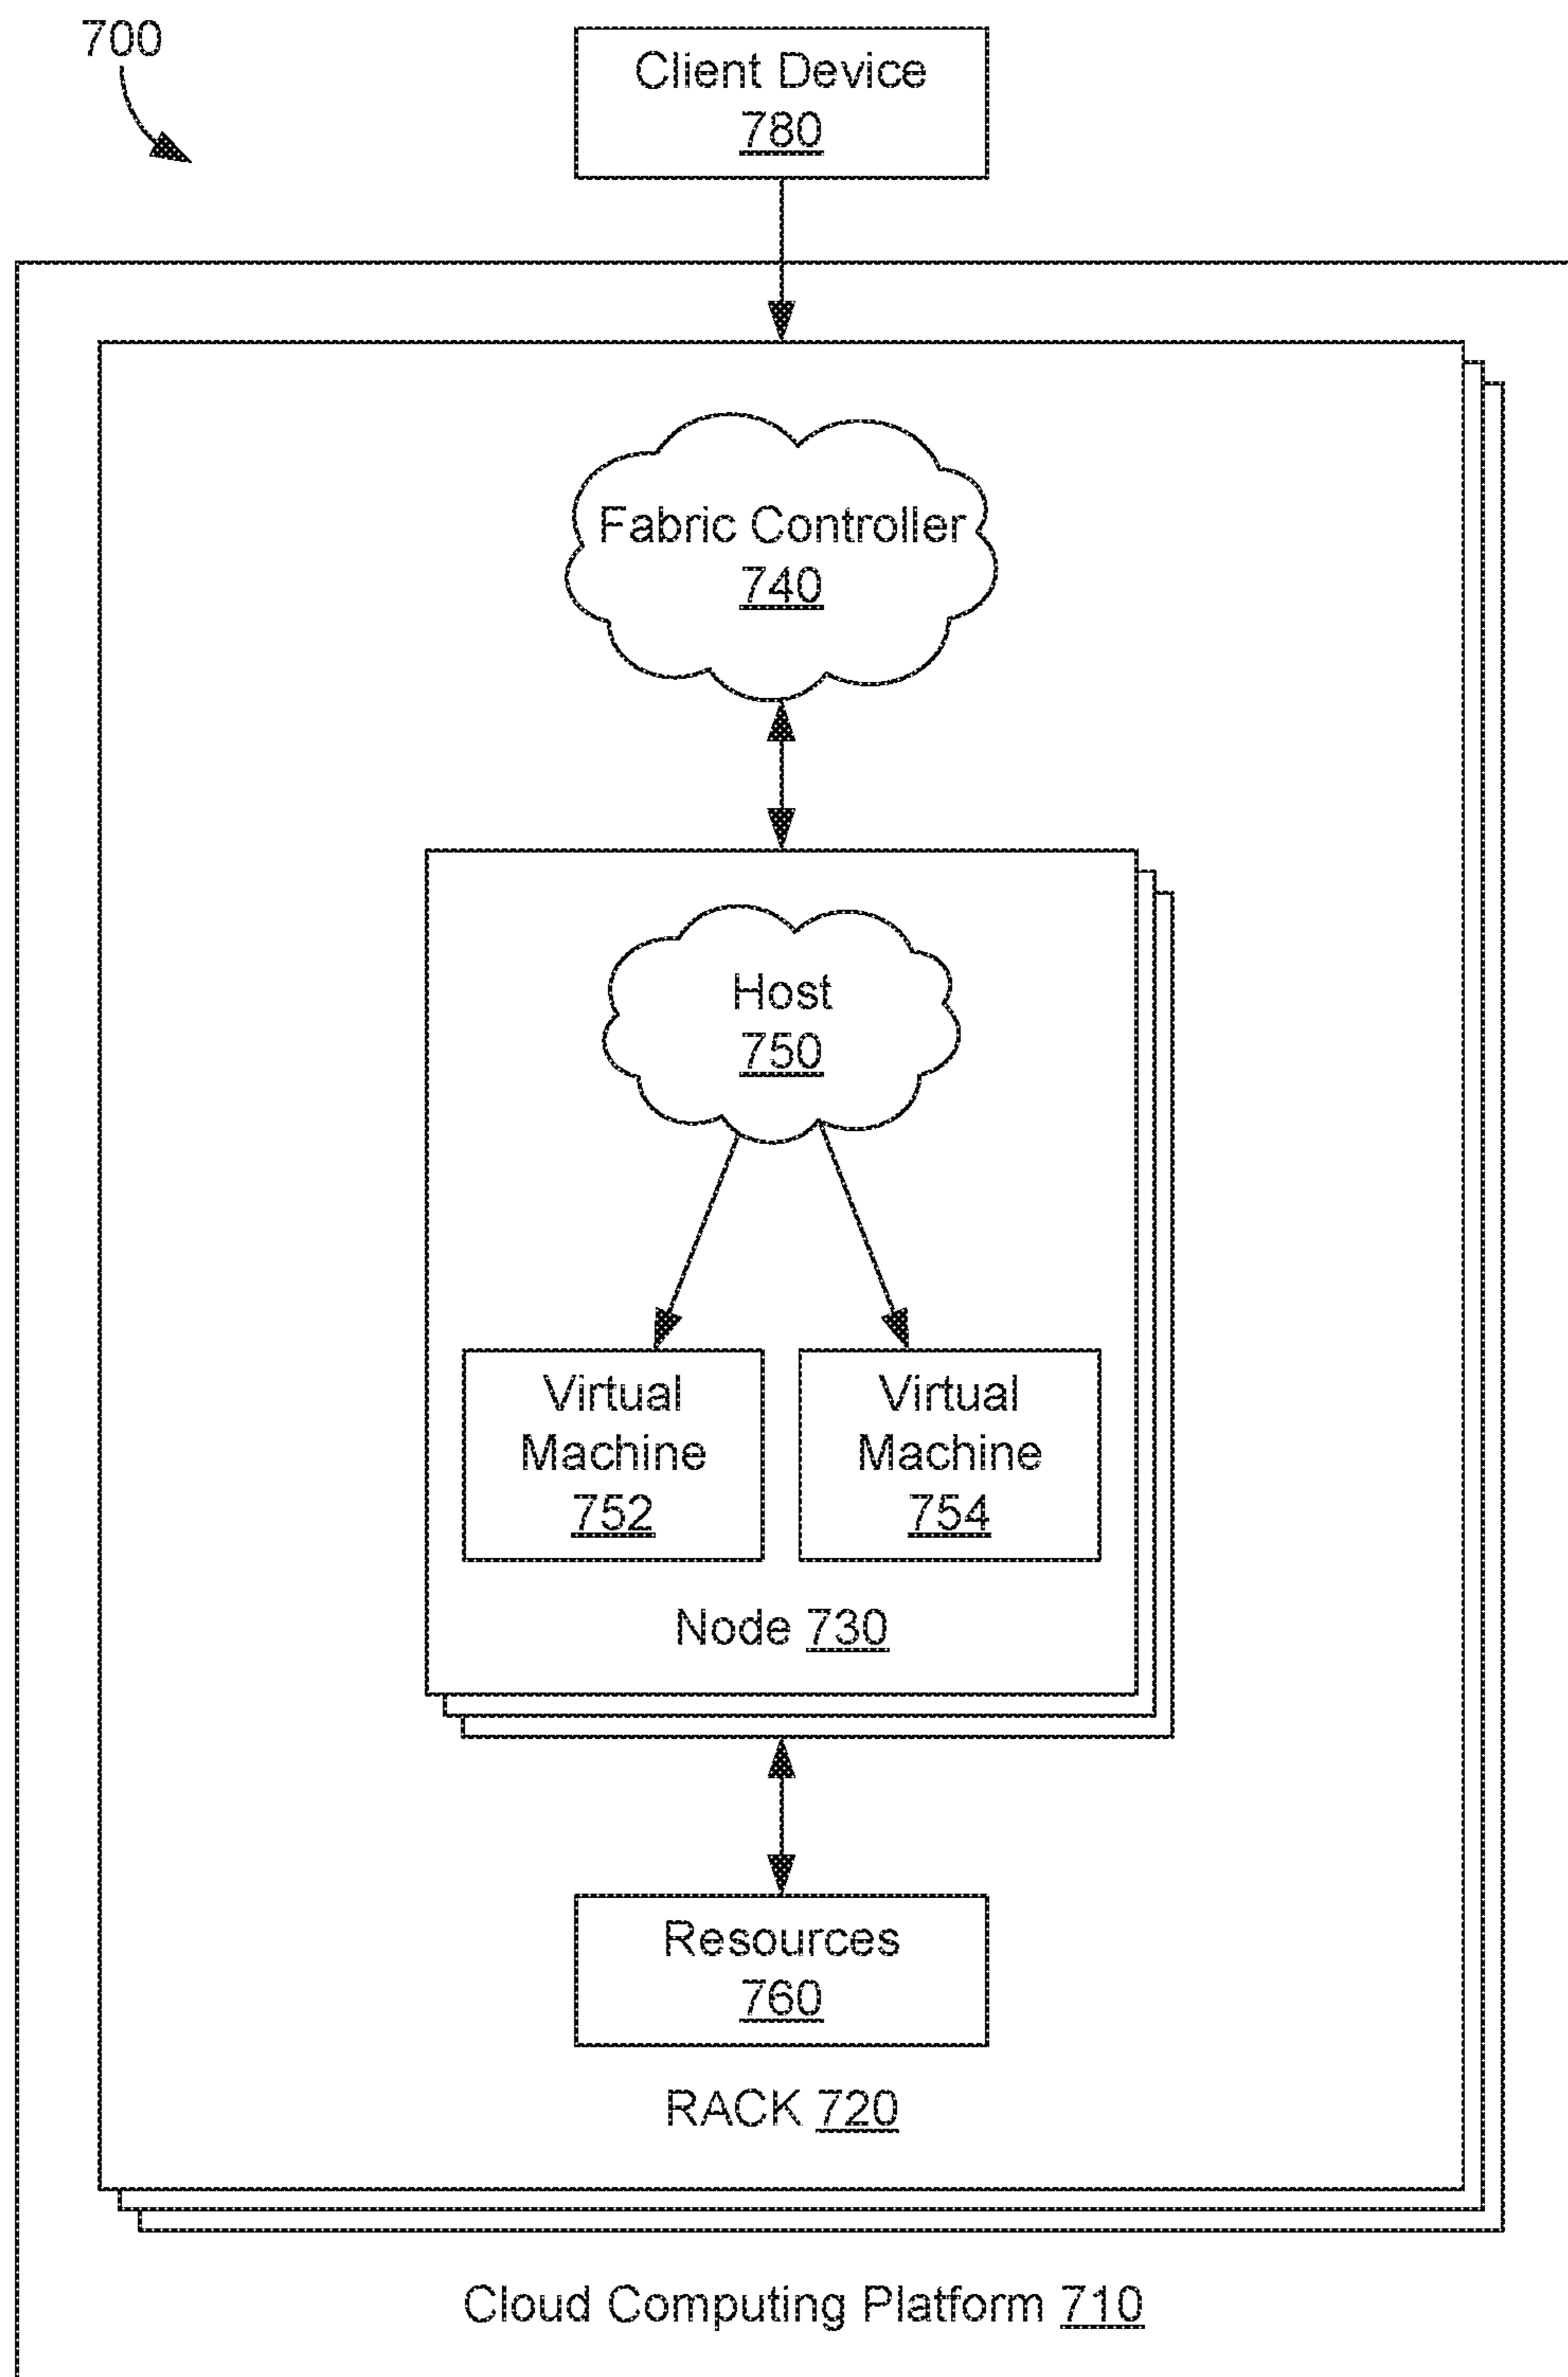 700
Client Device
780
Fabric Controller
740
Host
750
Virtual
Machine
752
Virtual
Machine
754
Node 730
Resources
760
RACK 720
Cloud Computing Platform 710